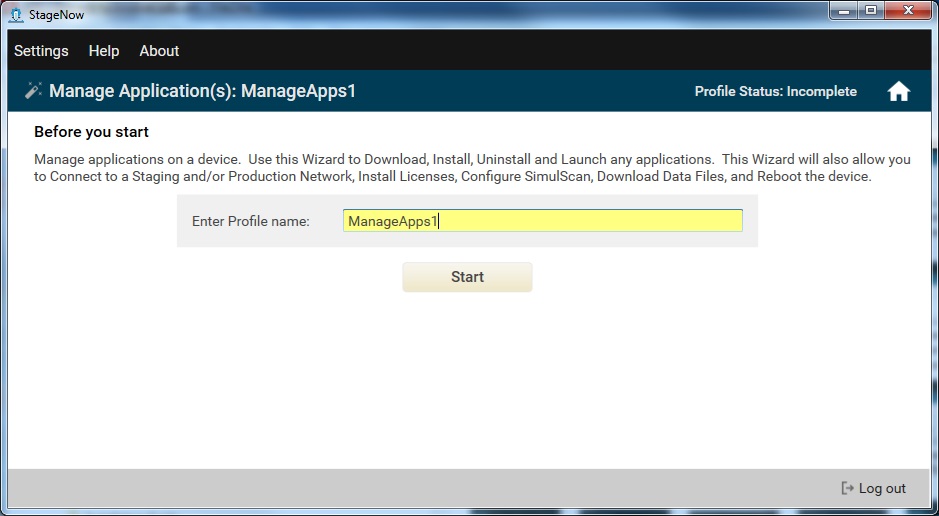 StageNow
Settings Help About
Manage Application(s): ManageApps1 Profile Status: Incomplete
Before you start
Manage applications on a device. Use this Wizard to Download, Install, Uninstall and Launch any applications. This Wizard will also allow you
to Connect to a Staging and/or Production Network, Install Licenses, Configure SimulScan, Download Data Files, and Reboot the device.
Enter Profile name: ManageApps1
Start
Log out